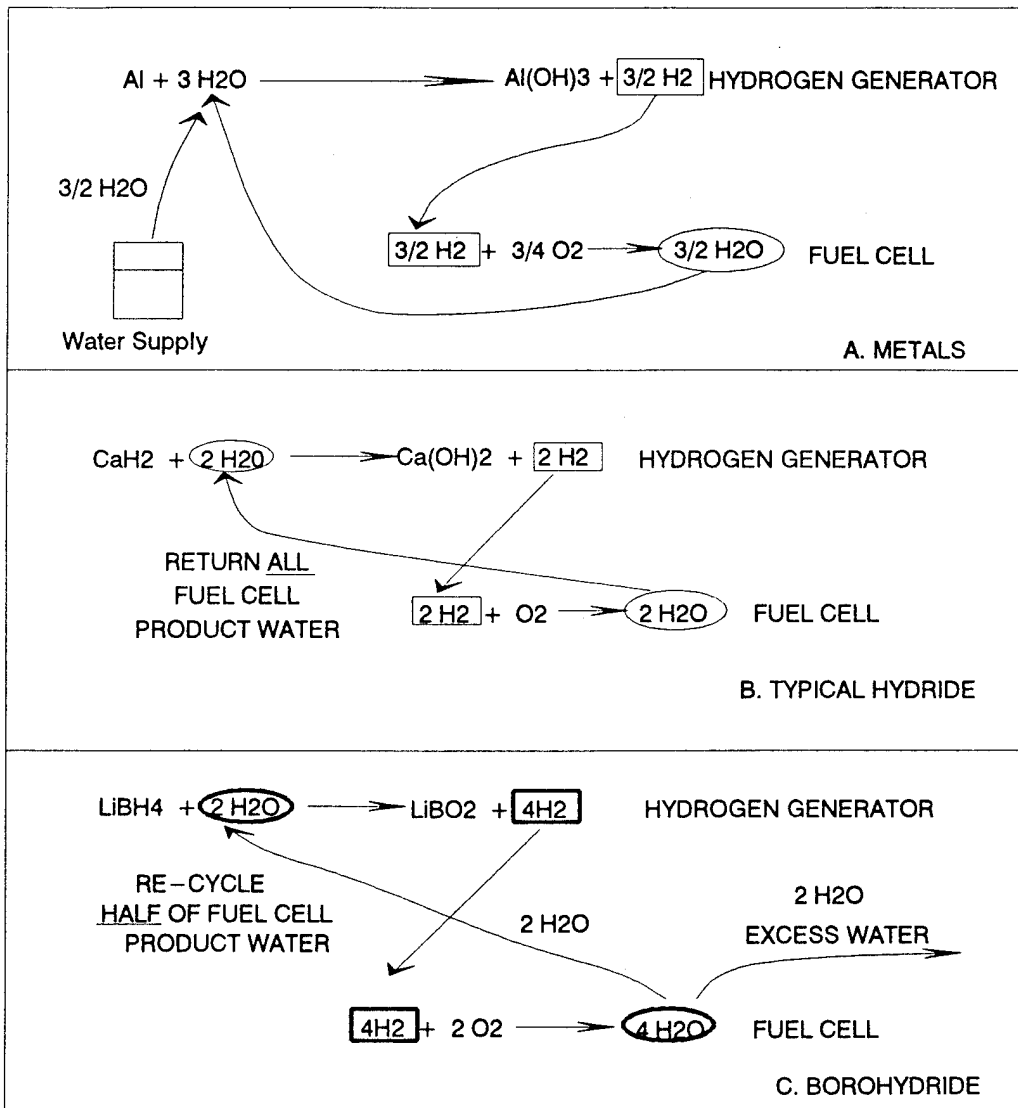 Al + 3 H2O → Al(OH)3 + 3/2 H2 HYDROGEN GENERATOR
3/2 H2O
3/2 H2 + 3/4 O2 → 3/2 H2O FUEL CELL
Water Supply
A. METALS
CaH2 + 2 H20 → Ca(OH)2 + 2 H2 HYDROGEN GENERATOR
RETURN ALL
FUEL CELL
PRODUCT WATER
2 H2 + O2 → 2 H2O FUEL CELL
B. TYPICAL HYDRIDE
LiBH4 + 2 H2O → LiBO2 + 4H2 HYDROGEN GENERATOR
RE-CYCLE
HALF OF FUEL CELL
PRODUCT WATER
2 H2O
2 H2O
EXCESS WATER
4H2 + 2 O2 → 4 H2O FUEL CELL
C. BOROHYDRIDE